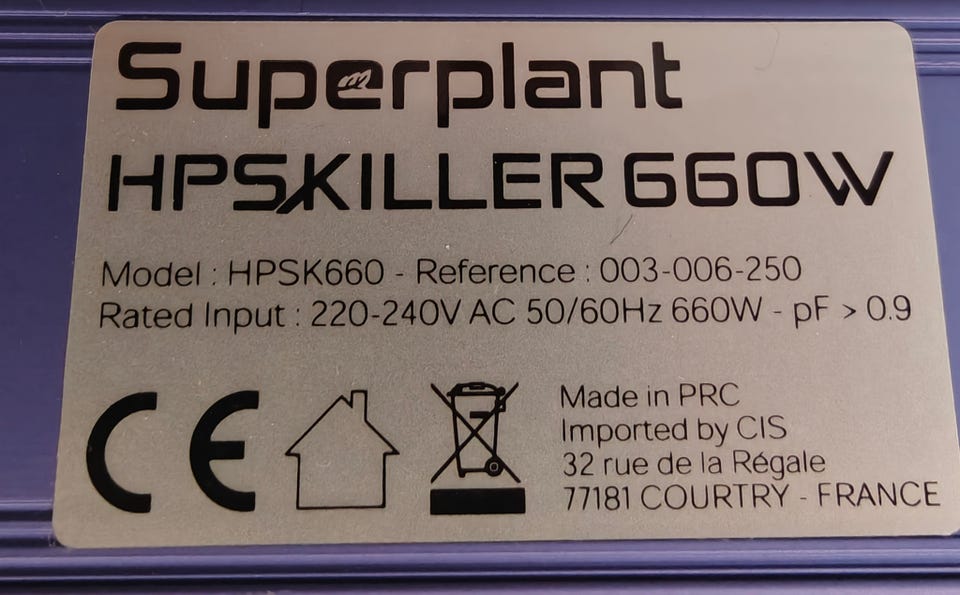 Superplant
HPSKILLER 660W
Model : HPSK660 - Reference : 003-006-250
Rated Input : 220-240V AC 50/60Hz 660W - pF > 0.9
CE
Made in PRC
Imported by CIS
32 rue de la Régale
77181 COURTRY - FRANCE